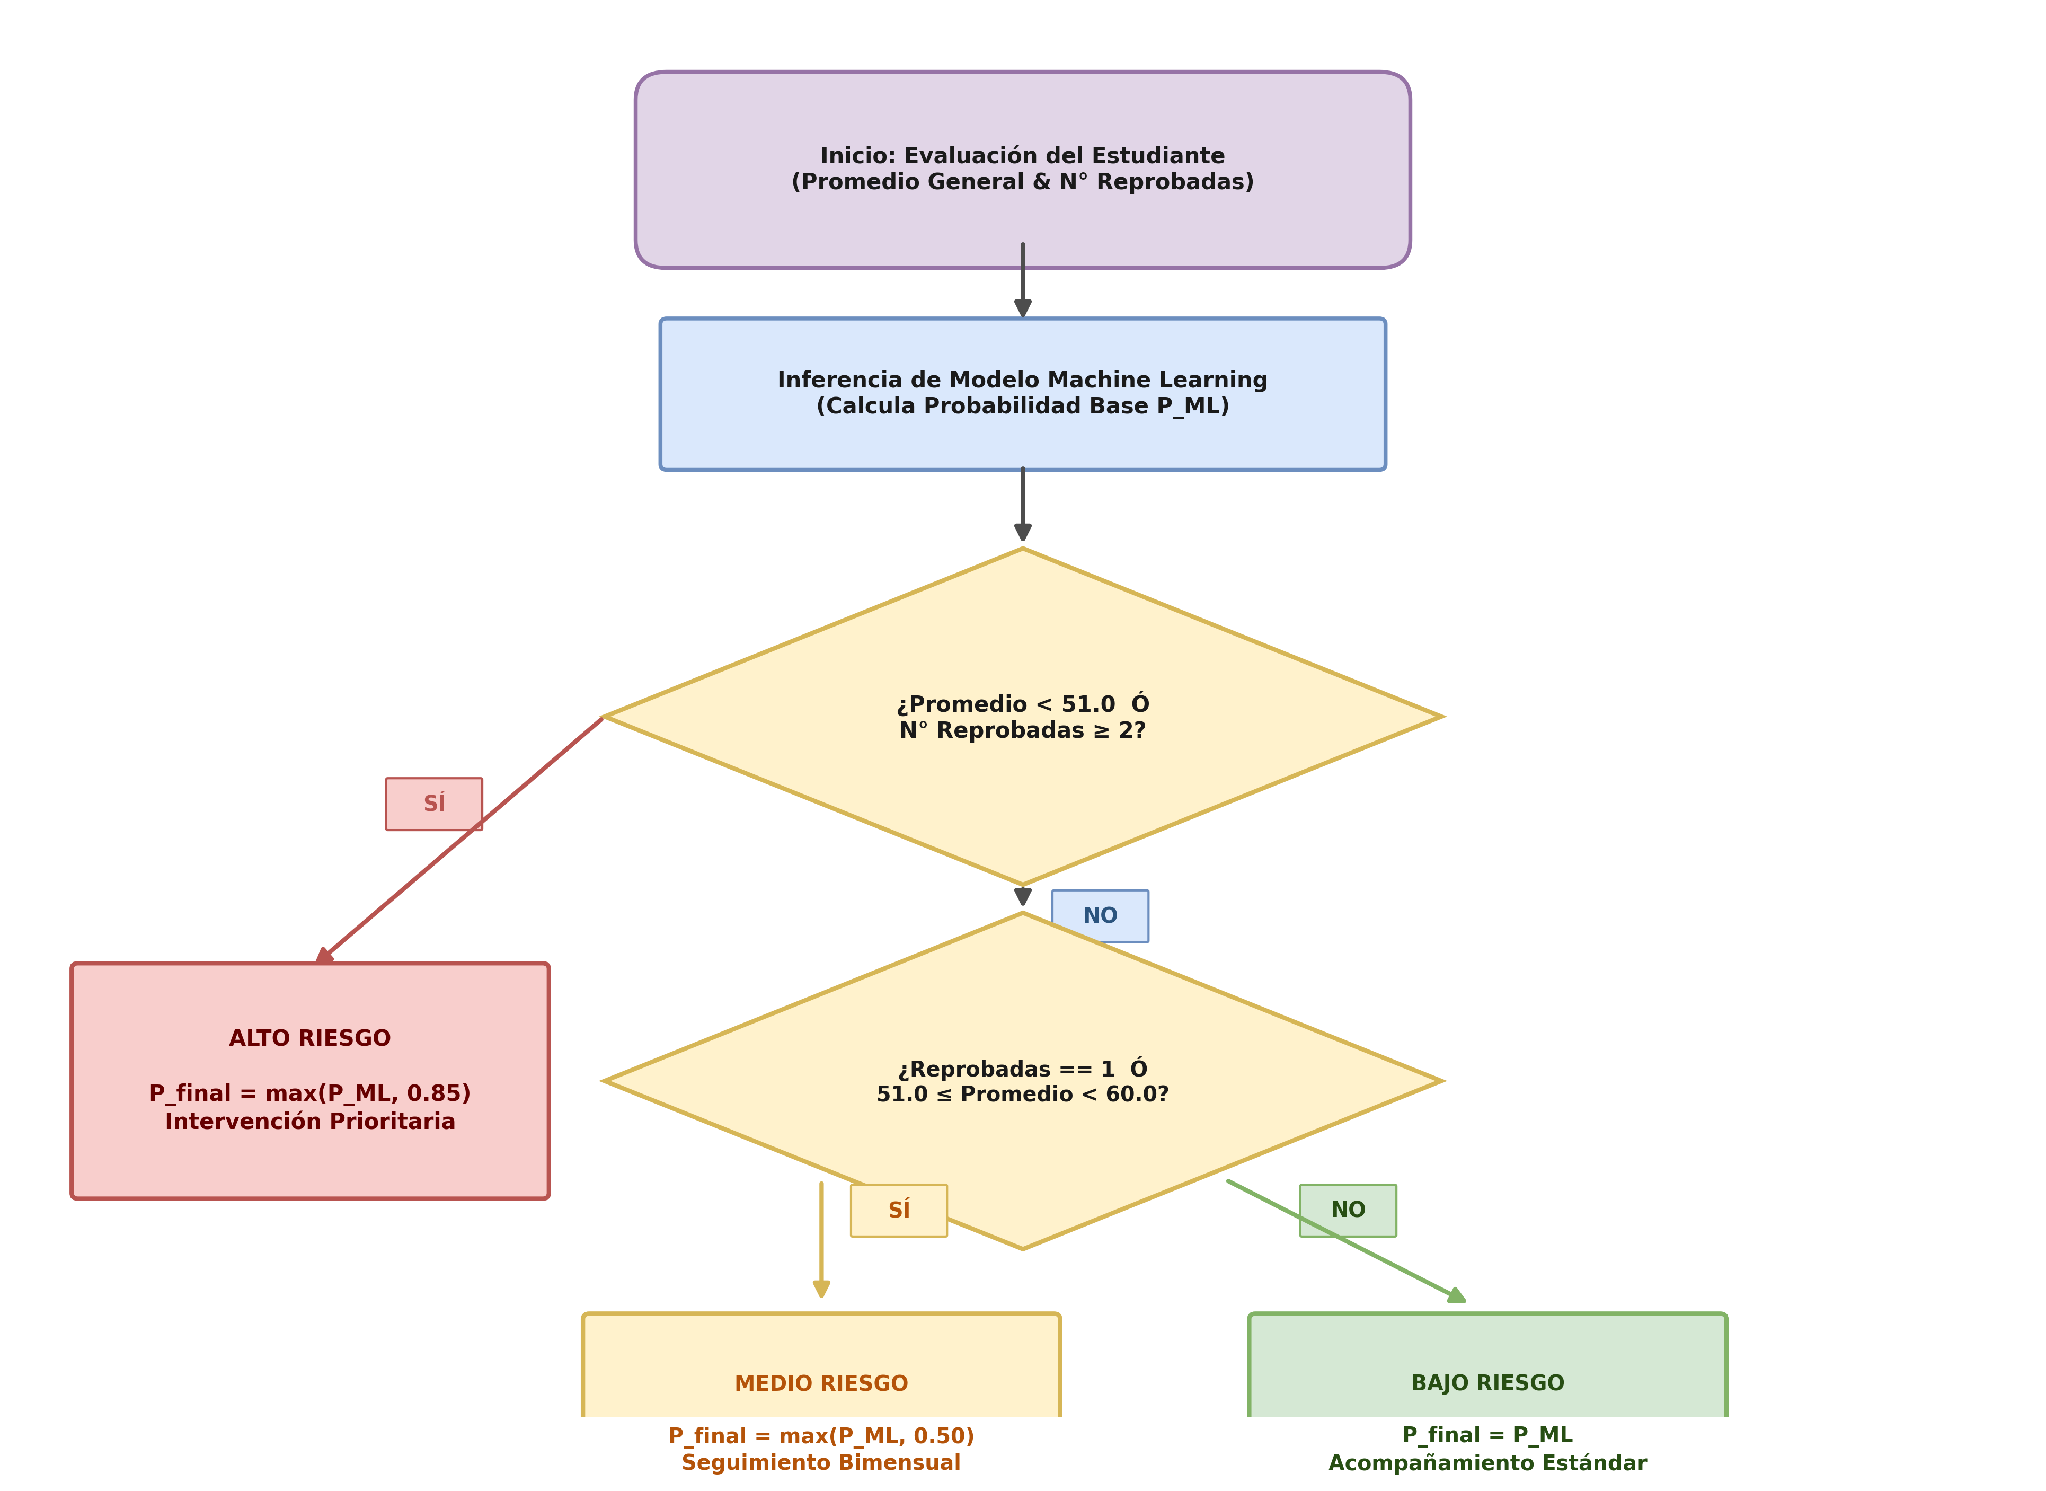 Inicio: Evaluación del Estudiante
(Promedio General & N° Reprobadas)
Inferencia de Modelo Machine Learning
(Calcula Probabilidad Base P_ML)
¿Promedio < 51.0  Ó
N° Reprobadas ≥ 2?
SÍ
NO
ALTO RIESGO
P_final = max(P_ML, 0.85)
Intervención Prioritaria
¿Reprobadas == 1  Ó
51.0 ≤ Promedio < 60.0?
SÍ
NO
MEDIO RIESGO
P_final = max(P_ML, 0.50)
Seguimiento Bimensual
BAJO RIESGO
P_final = P_ML
Acompañamiento Estándar